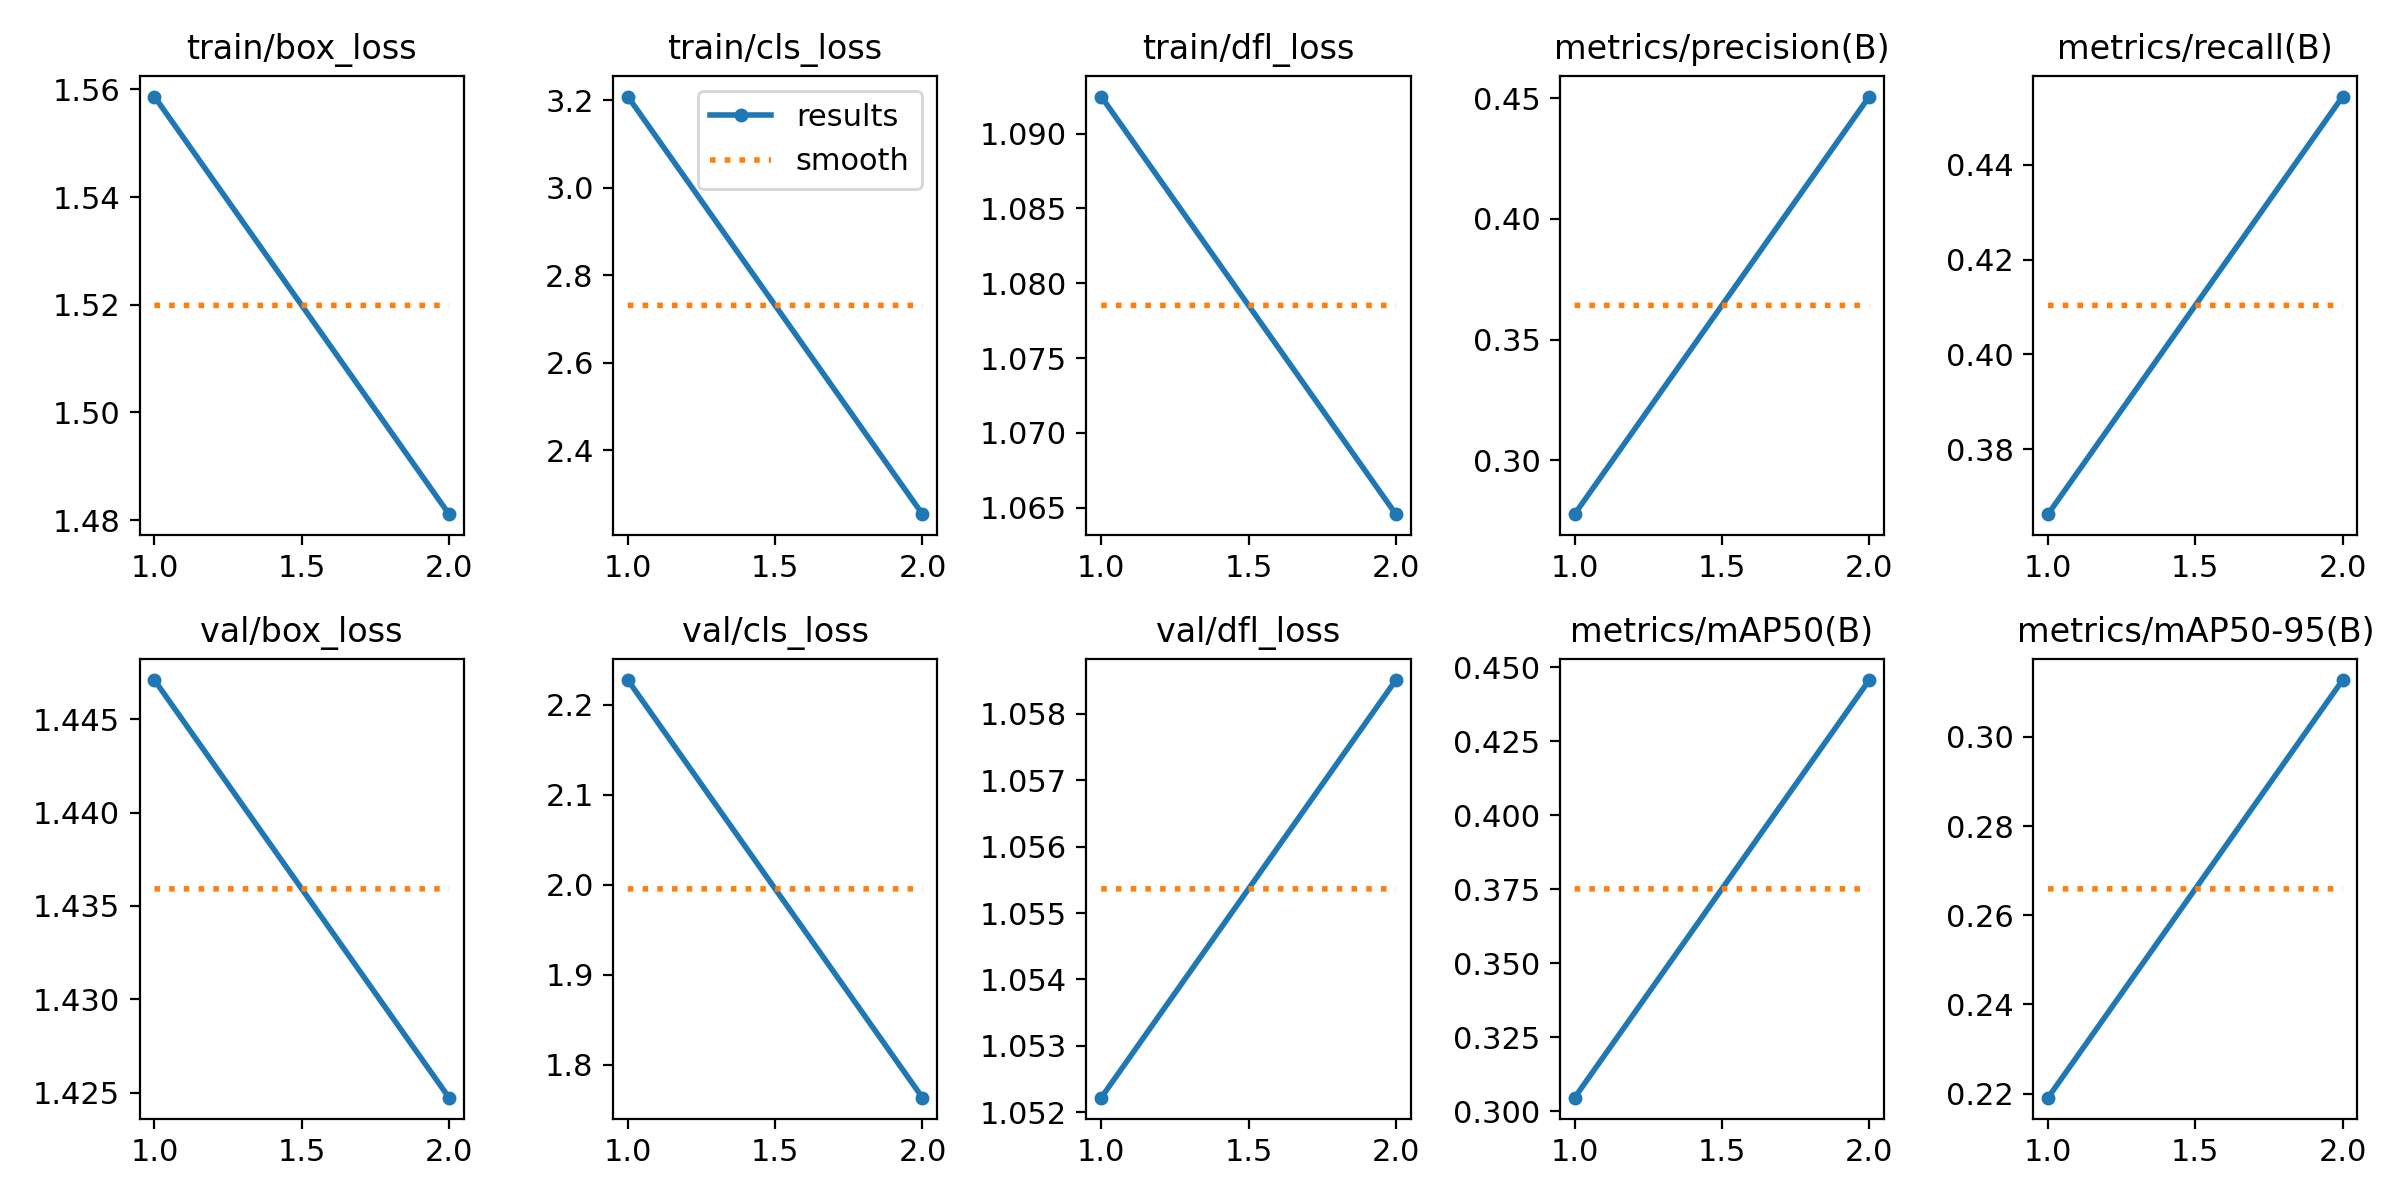 train/box_loss
1.56
1.54
1.52
1.50
1.48
1.0 1.5 2.0
train/cls_loss
results
smooth
3.2
3.0
2.8
2.6
2.4
1.0 1.5 2.0
train/dfl_loss
1.090
1.085
1.080
1.075
1.070
1.065
1.0 1.5 2.0
metrics/precision(B)
0.45
0.40
0.35
0.30
1.0 1.5 2.0
metrics/recall(B)
0.44
0.42
0.40
0.38
1.0 1.5 2.0
val/box_loss
1.445
1.440
1.435
1.430
1.425
1.0 1.5 2.0
val/cls_loss
2.2
2.1
2.0
1.9
1.8
1.0 1.5 2.0
val/dfl_loss
1.058
1.057
1.056
1.055
1.054
1.053
1.052
1.0 1.5 2.0
metrics/mAP50(B)
0.450
0.425
0.400
0.375
0.350
0.325
0.300
1.0 1.5 2.0
metrics/mAP50-95(B)
0.30
0.28
0.26
0.24
0.22
1.0 1.5 2.0